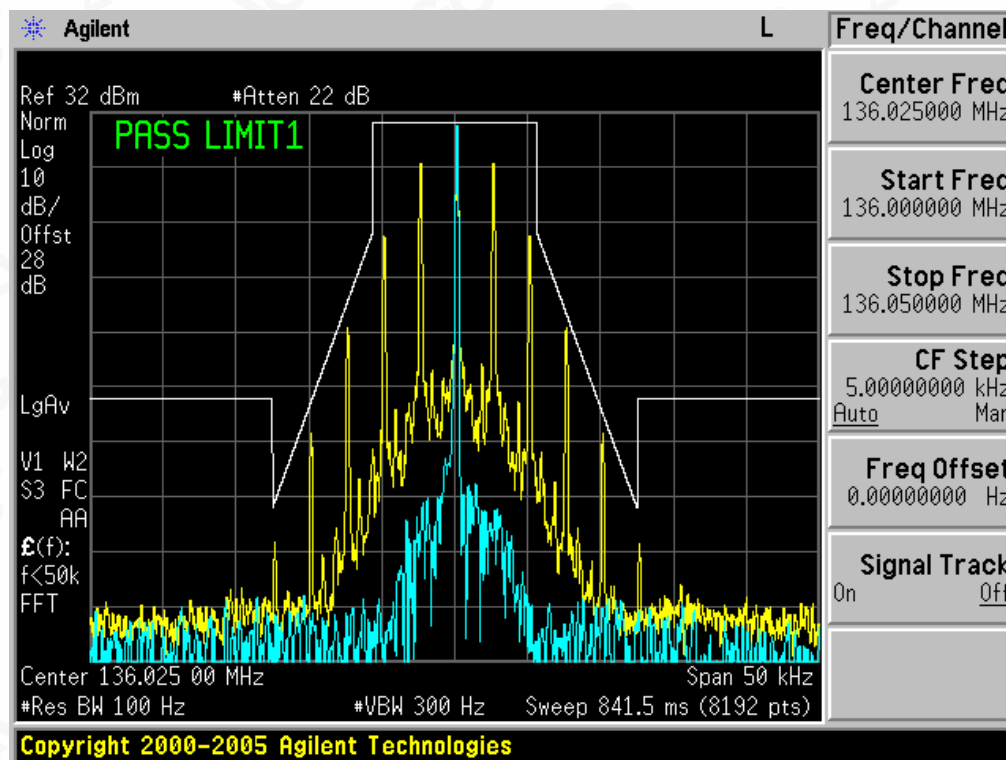 Agilent L Freq/Channel
Ref 32 dBm #Atten 22 dB
Norm
Log
10
dB/
Offst
28
dB
PASS LIMIT1
LgAv
V1 W2
S3 FC
AA
£(f):
f<50k
FFT
Center 136.025 00 MHz Span 50 kHz
#Res BW 100 Hz #VBW 300 Hz Sweep 841.5 ms (8192 pts)
Copyright 2000-2005 Agilent Technologies
Center Freq
136.025000 MHz
Start Freq
136.000000 MHz
Stop Freq
136.050000 MHz
CF Step
5.00000000 kHz
Auto Man
Freq Offset
0.00000000 Hz
Signal Track
On Off